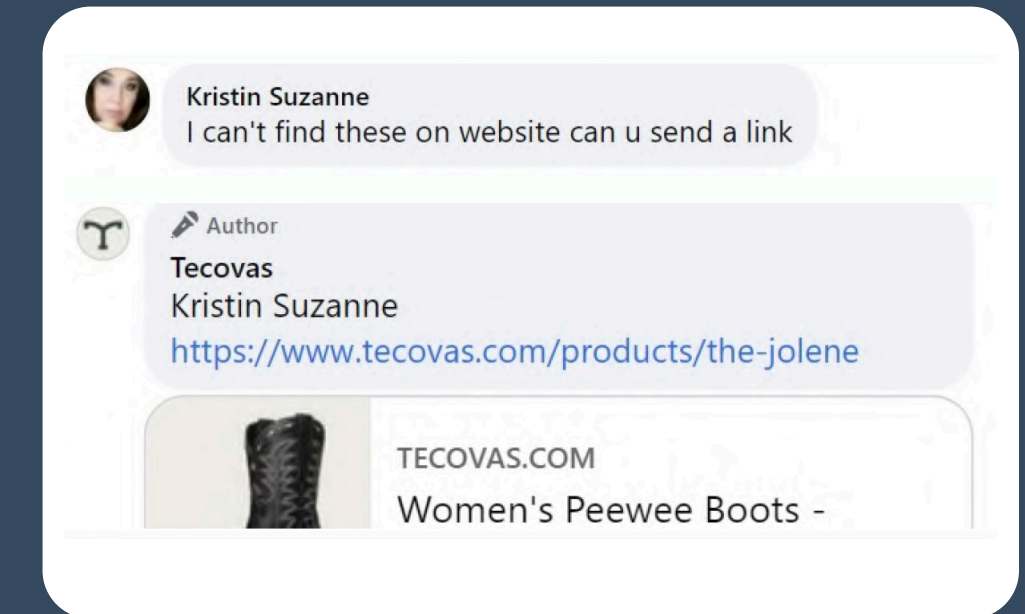 Kristin Suzanne
I can't find these on website can u send a link
Author
Tecovas
Kristin Suzanne
https://www.tecovas.com/products/the-jolene
TECOVAS.COM
Women's Peewee Boots -